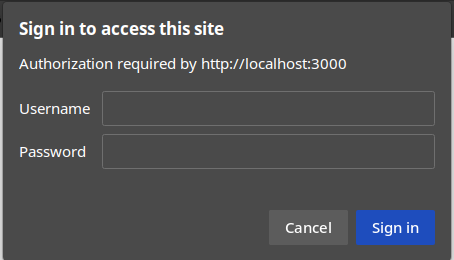 Sign in to access this site
Authorization required by http://localhost:3000
Username
Password
Cancel
Sign in